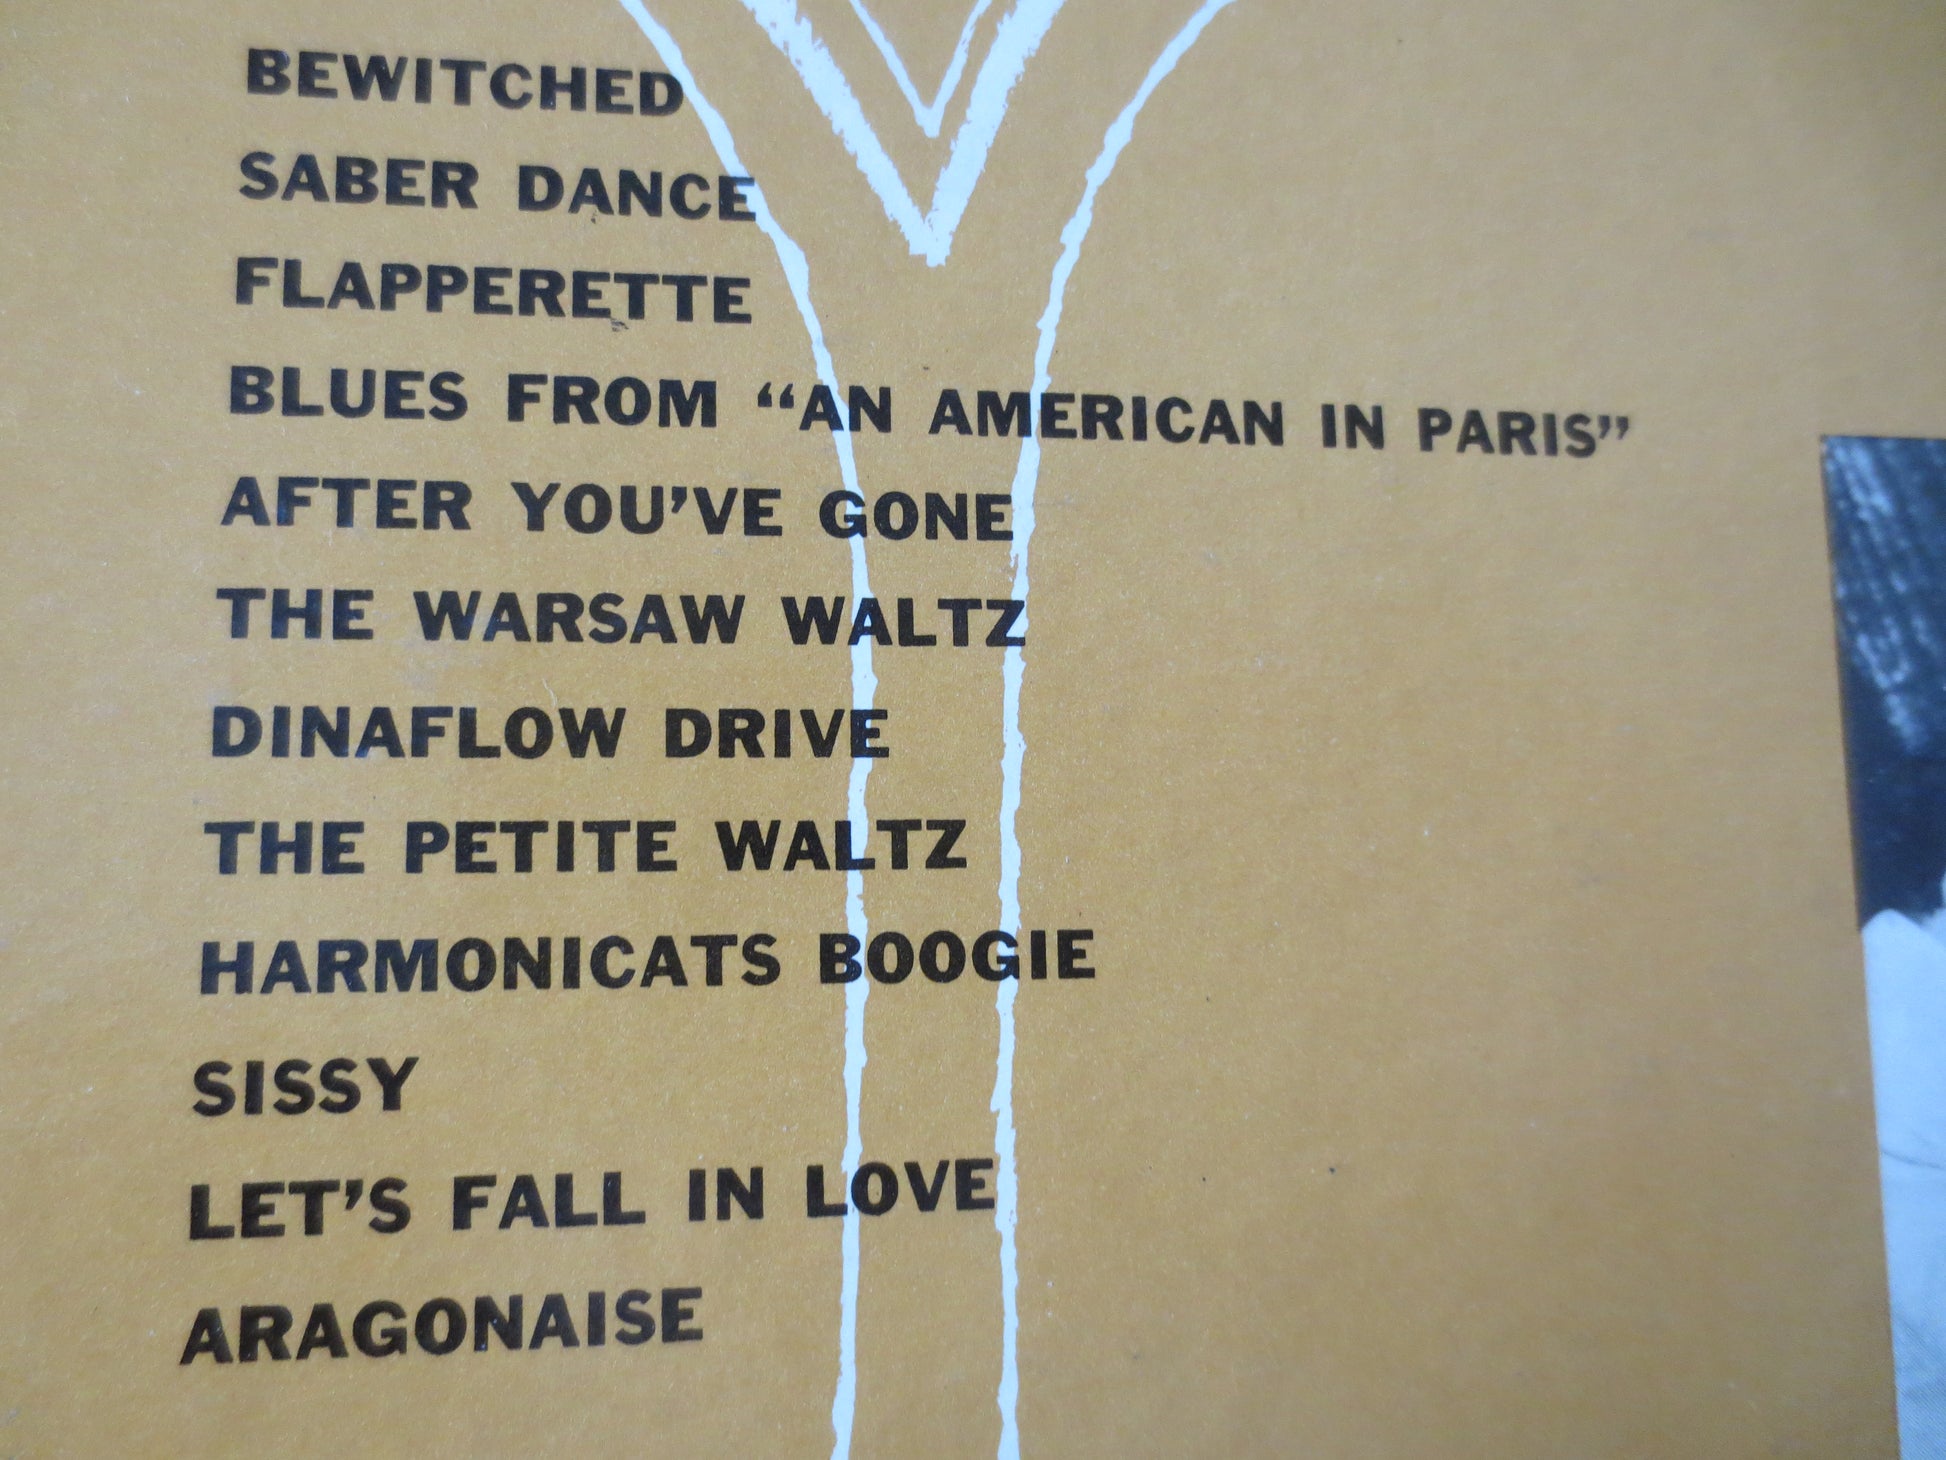 BEWITCHED
SABER DANCE
FLAPPERETTE
BLUES FROM “AN AMERICAN IN PARIS”
AFTER YOU’VE GONE
THE WARSAW WALTZ
DINAFLOW DRIVE
THE PETITE WALTZ
HARMONICATS BOOGIE
SISSY
LET’S FALL IN LOVE
ARAGONAISE